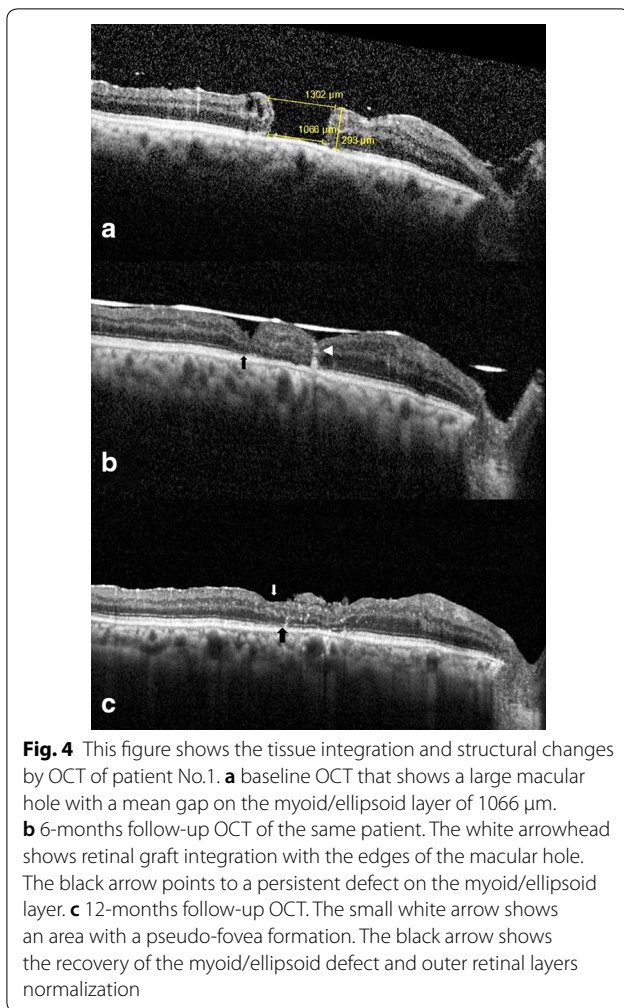 1302 µm
1066 µm
293 µm
a
b
c
Fig. 4 This figure shows the tissue integration and structural changes
by OCT of patient No.1. a baseline OCT that shows a large macular
hole with a mean gap on the myoid/ellipsoid layer of 1066 µm.
b 6-months follow-up OCT of the same patient. The white arrowhead
shows retinal graft integration with the edges of the macular hole.
The black arrow points to a persistent defect on the myoid/ellipsoid
layer. c 12-months follow-up OCT. The small white arrow shows
an area with a pseudo-fovea formation. The black arrow shows
the recovery of the myoid/ellipsoid defect and outer retinal layers
normalization